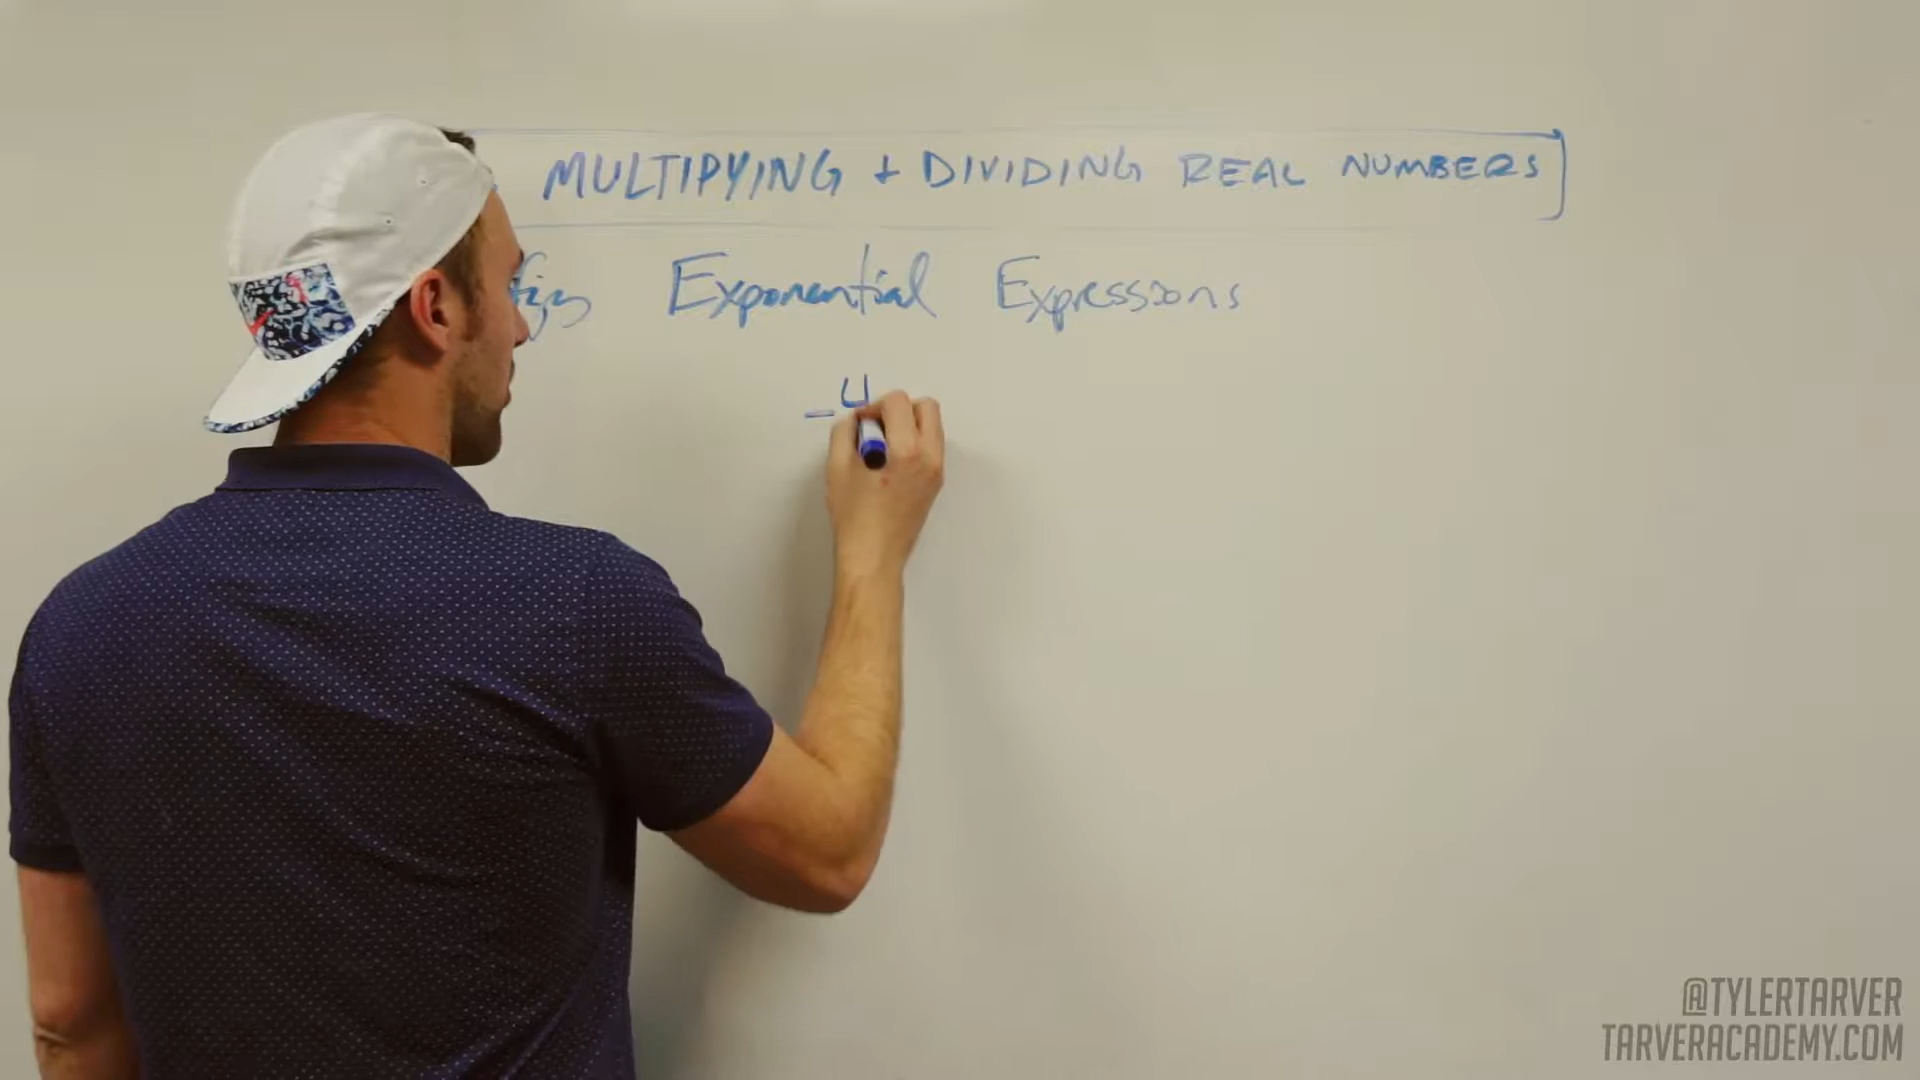 MULTIPYING + DIVIDING REAL NUMBERS
Exponential Expressions
-4
@TYLERTARVER
TARVERACADEMY.COM